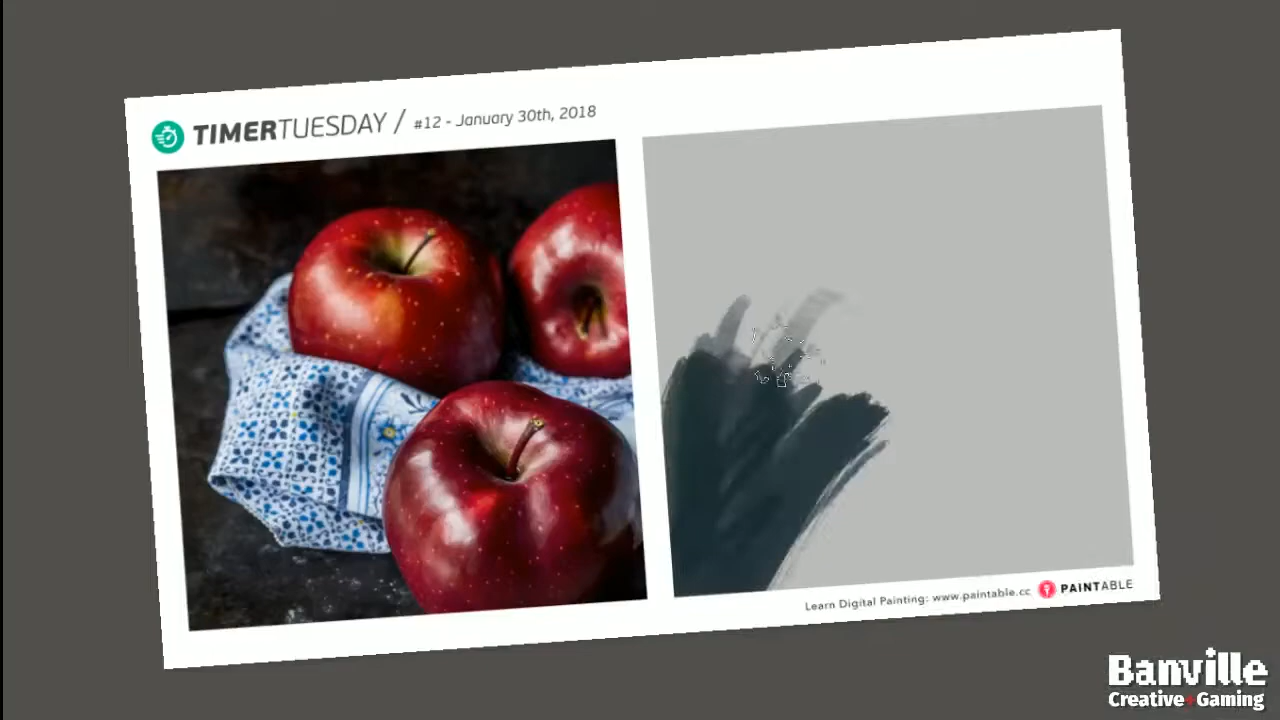 TIMERTUESDAY / #12 - January 30th, 2018
Learn Digital Painting: www.paintable.cc PAINTABLE
Banville
Creative+Gaming